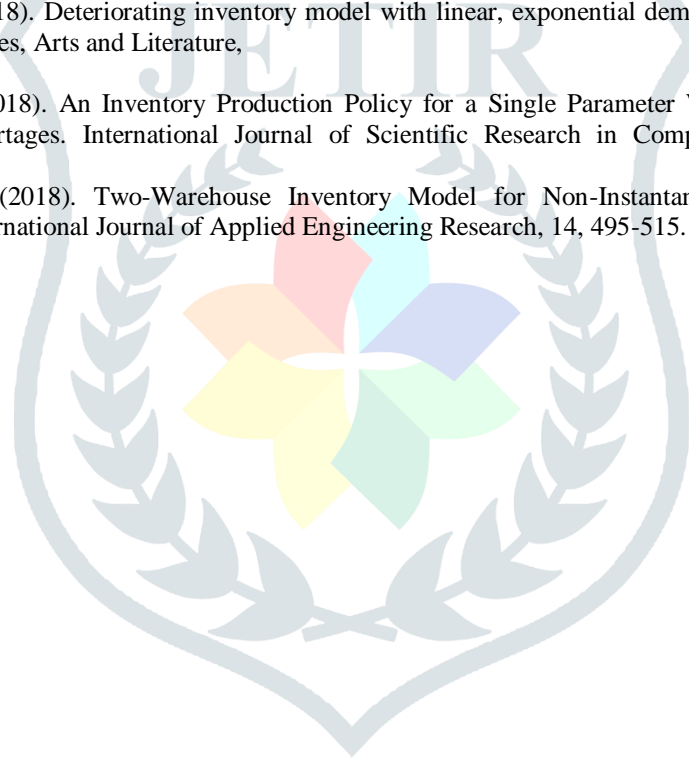 18). Deteriorating inventory model with linear, exponential dem
es, Arts and Literature,
JETIR
018). An Inventory Production Policy for a Single Parameter
rtages. International Journal of Scientific Research in Comp
(2018). Two-Warehouse Inventory Model for Non-Instantan
rnational Journal of Applied Engineering Research, 14, 495-515.